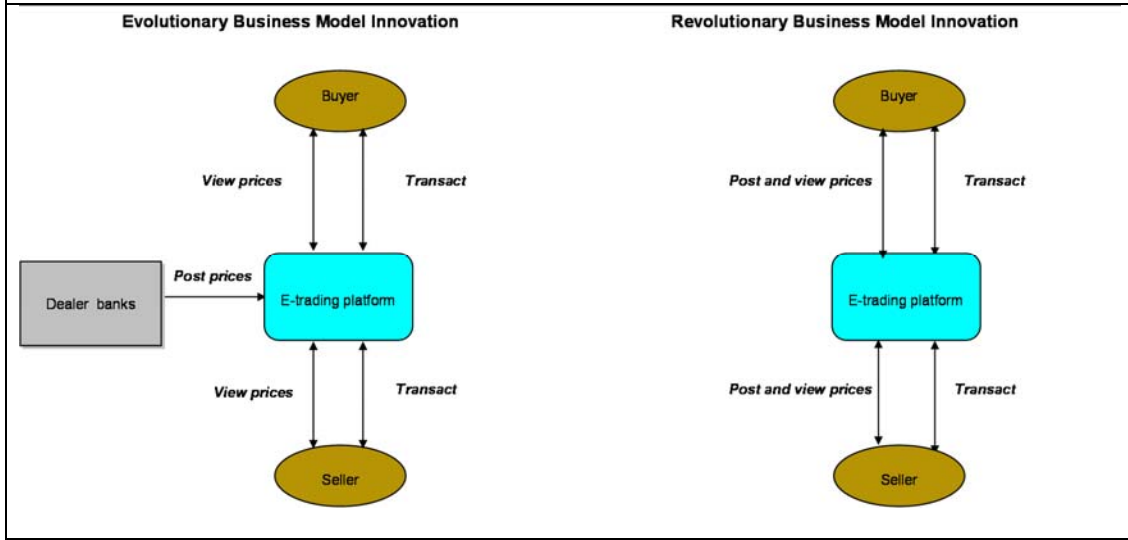 Evolutionary Business Model Innovation
Buyer
View prices
Transact
Post prices
Dealer banks
E-trading platform
View prices
Transact
Seller
Revolutionary Business Model Innovation
Buyer
Post and view prices
Transact
E-trading platform
Post and view prices
Transact
Seller